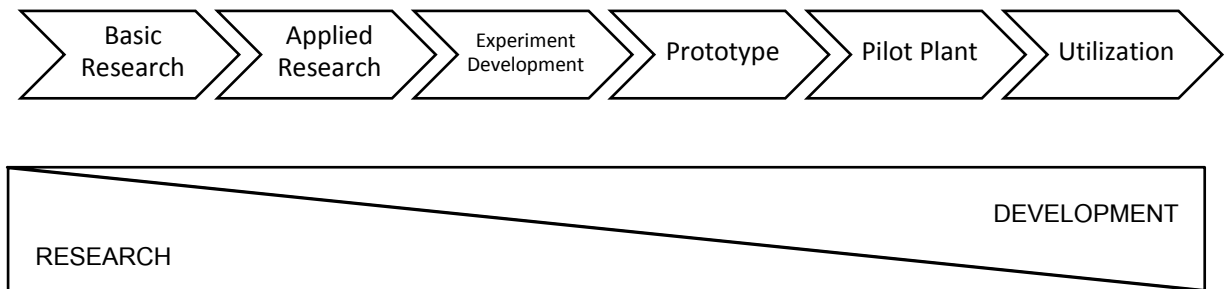 Basic
Research
Applied
Research
Experiment
Development
Prototype
Pilot Plant
Utilization
DEVELOPMENT
RESEARCH